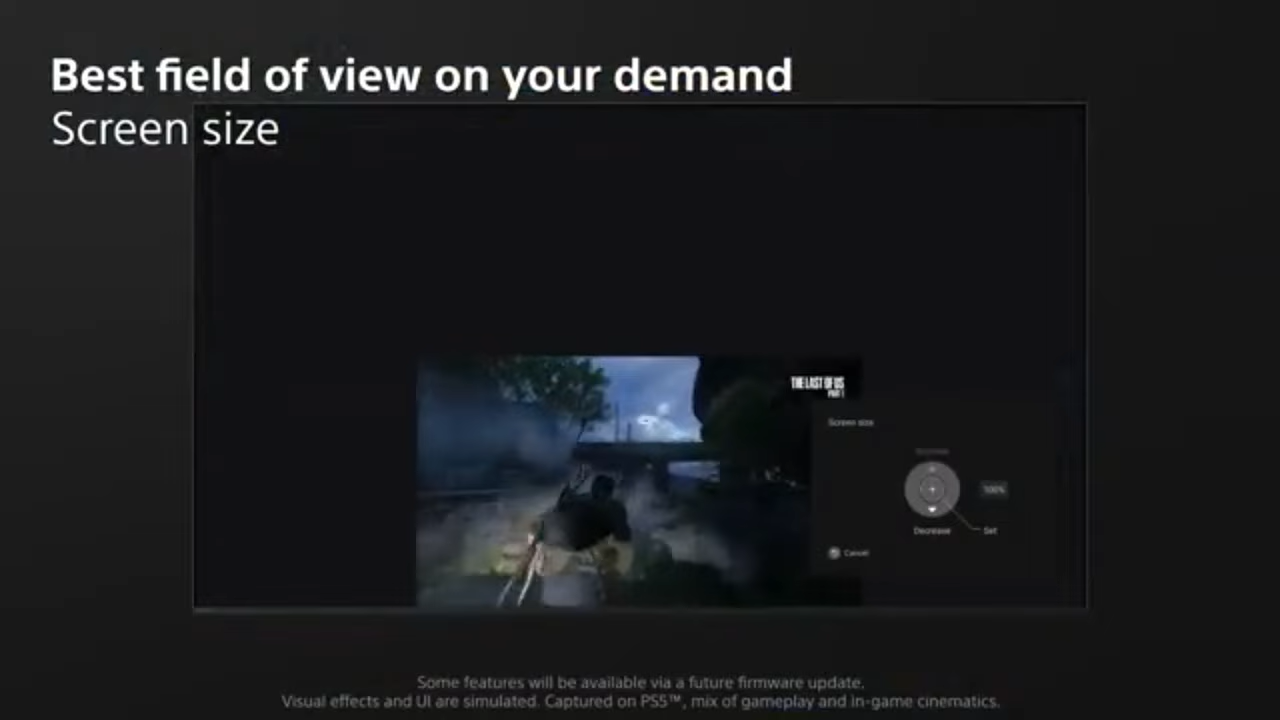 Best field of view on your demand
Screen size
THE LAST OF US
PART I
Screen size
100%
Decrease
Set
Cancel
Some features will be available via a future firmware update.
Visual effects and UI are simulated. Captured on PS5™, mix of gameplay and in-game cinematics.